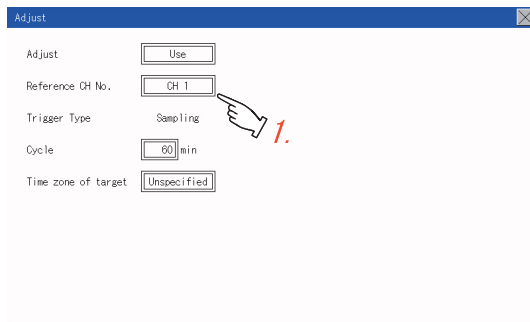 Adjust
Adjust Use
Reference CH No. CH 1
Trigger Type Sampling
Cycle 60 min
Time zone of target Unspecified
1.